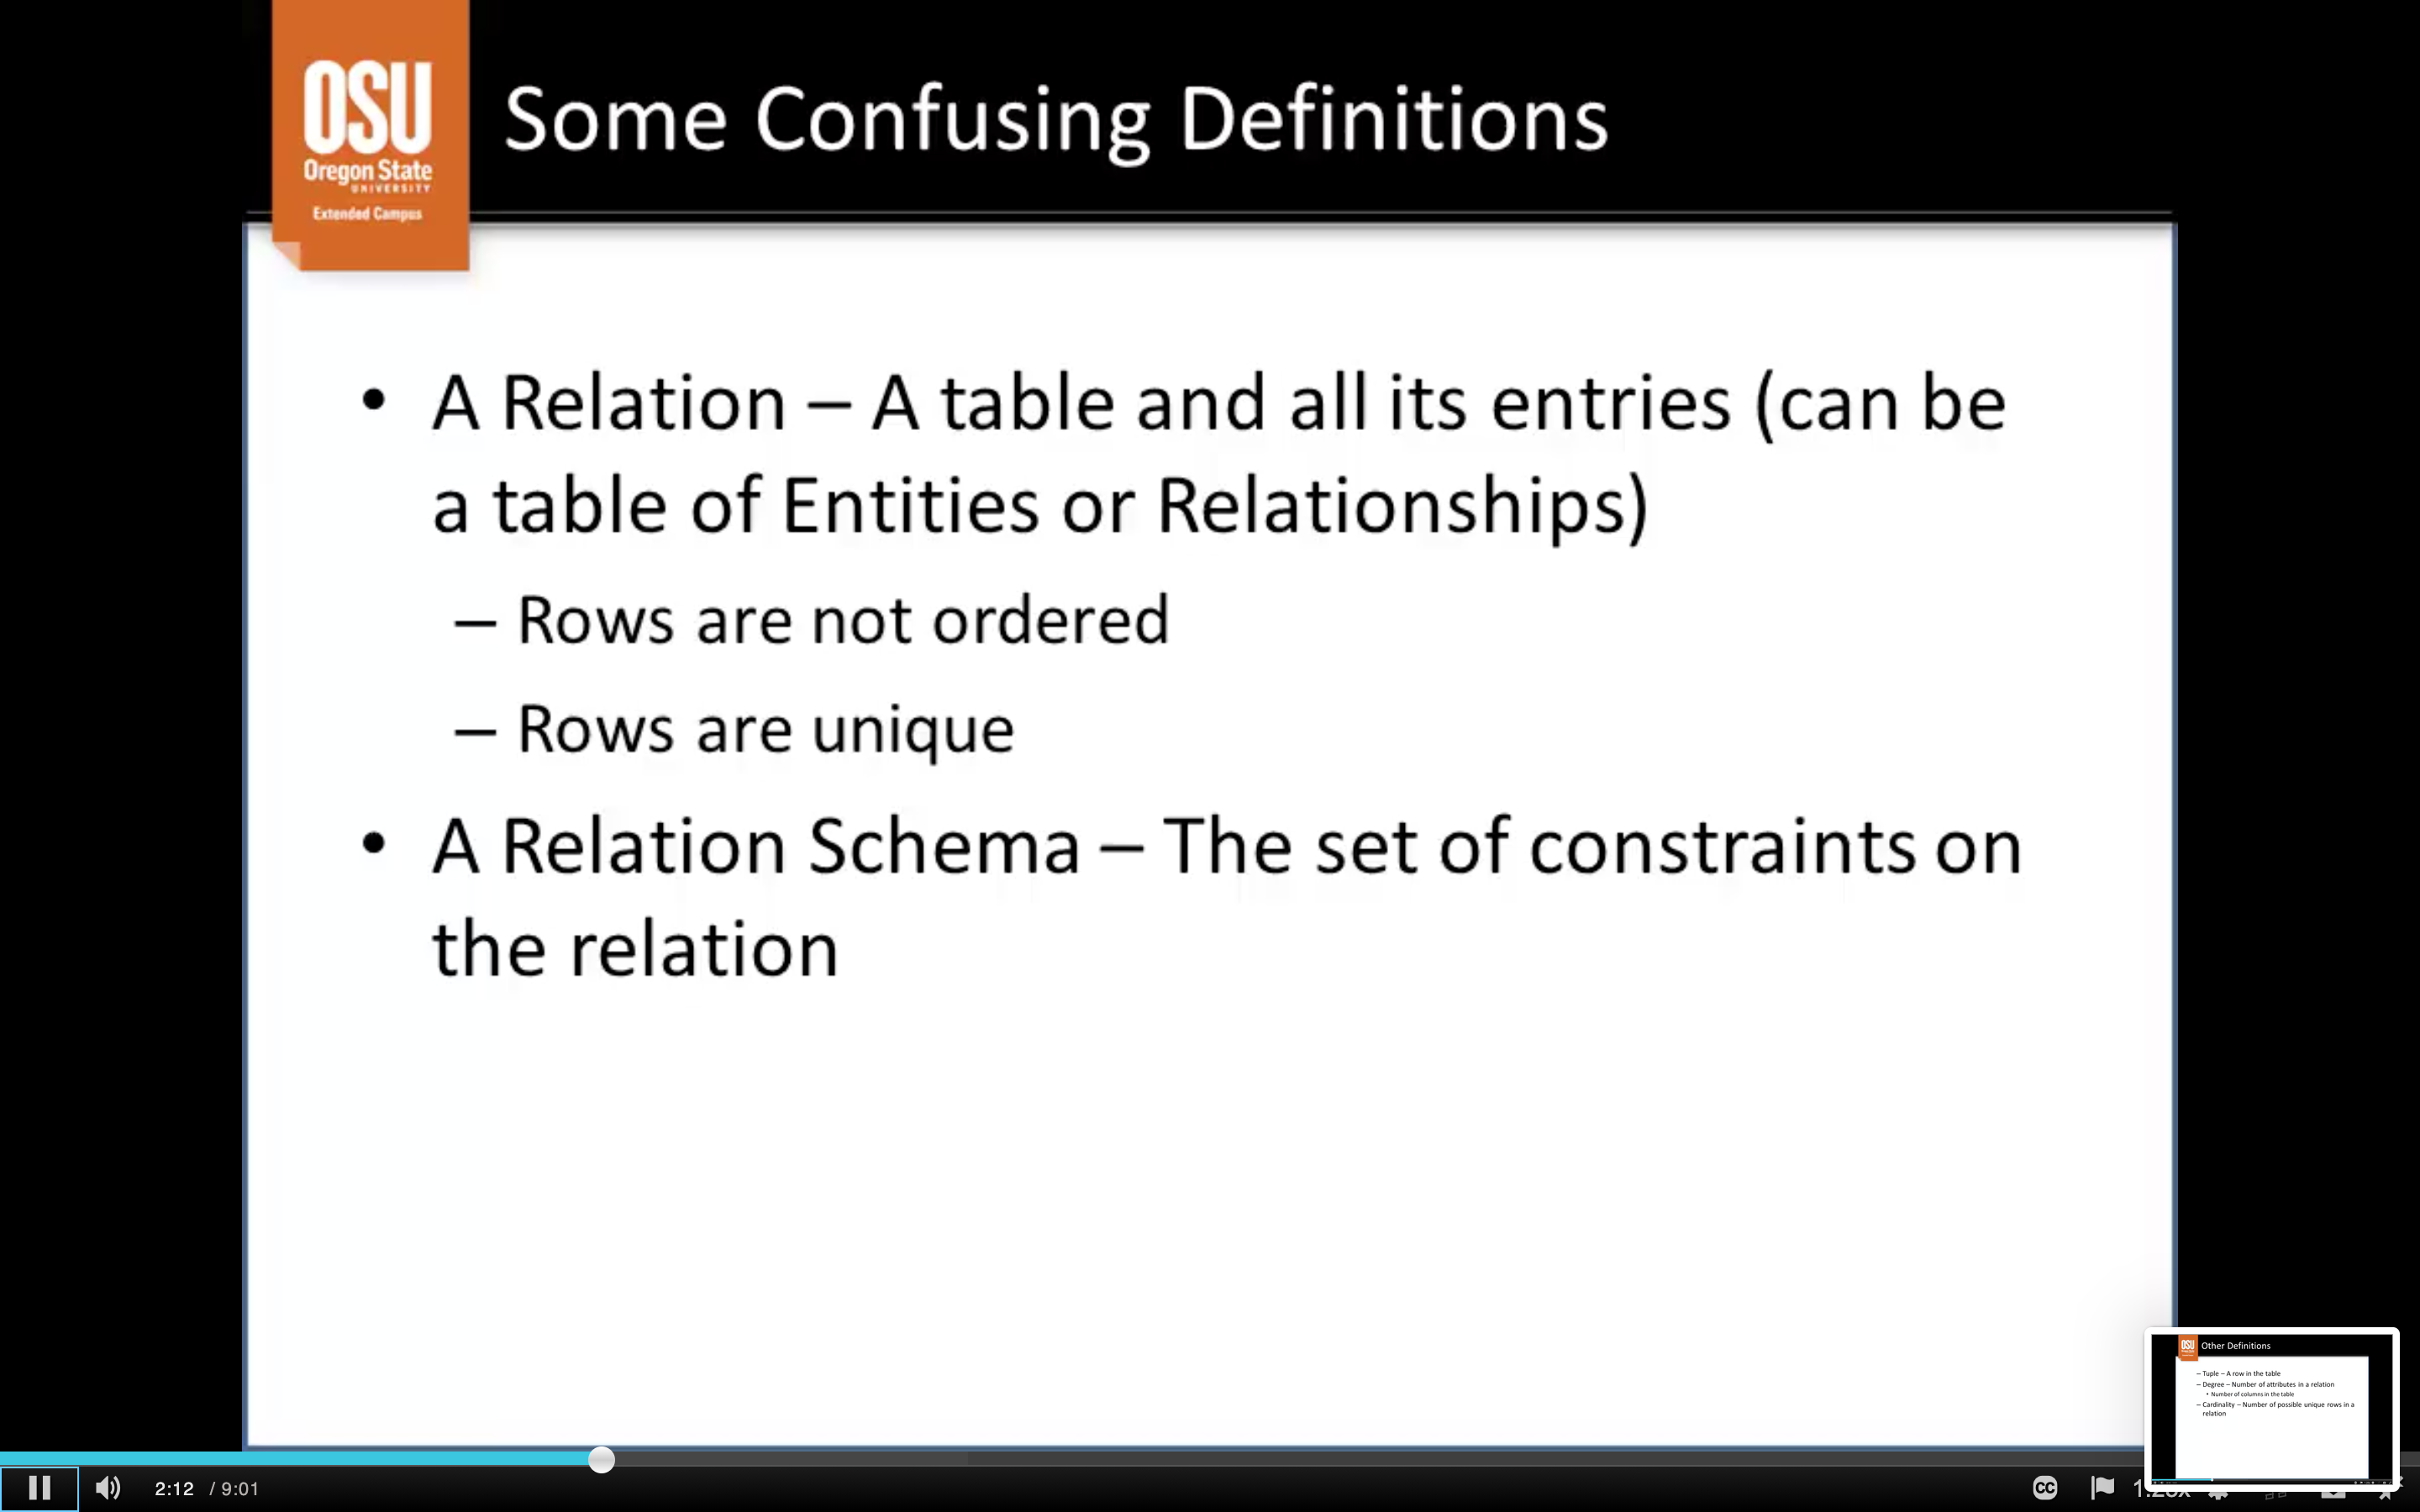 OSU
Oregon State
UNIVERSITY
Extended Campus
Some Confusing Definitions
• A Relation – A table and all its entries (can be
a table of Entities or Relationships)
– Rows are not ordered
– Rows are unique
• A Relation Schema – The set of constraints on
the relation
OSU
Other Definitions
– Tuple – A row in the table
– Degree – Number of attributes in a relation
• Number of columns in the table
– Cardinality – Number of possible unique rows in a
relation
2:12 / 9:01
CC